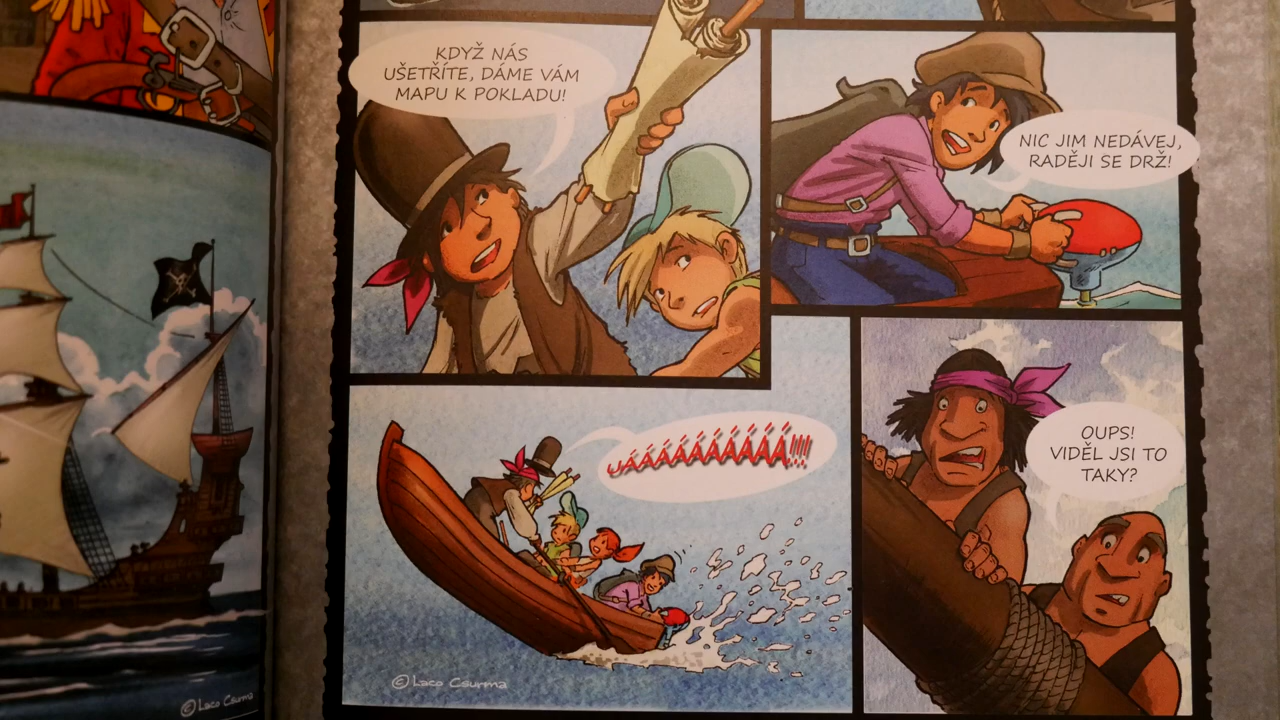 KDYŽ NÁS
UŠETŘÍTE, DÁME VÁM
MAPU K POKLADU!
NIC JIM NEDÁVEJ,
RADĚJI SE DRŽ!
UÁÁÁÁÁÁÁÁÁ!!!
OUPS!
VIDĚL JSI TO
TAKY?
© Laco Csurma
© Laco Csurma